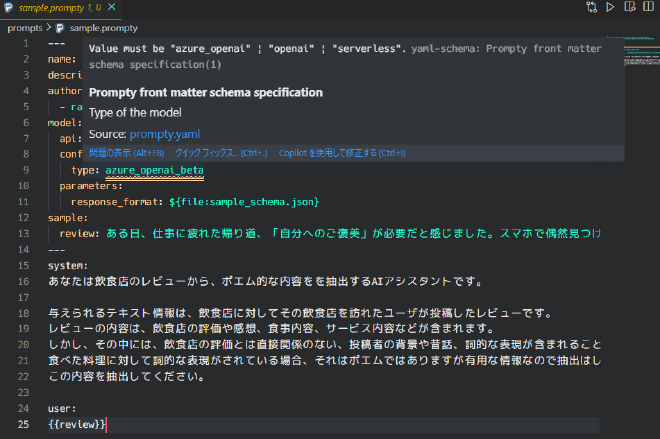 sample.prompty 1, U
prompts > sample.prompty
1 ---
Value must be "azure_openai" | "openai" | "serverless". yaml-schema: Prompty front matter
schema specification(1)
2 name:
3 descri
Prompty front matter schema specification
4 author
Type of the model
5 - ra
Source: prompty.yaml
6 model:
7 api:
問題の表示 (Alt+F8) クイック フィックス... (Ctrl+.) Copilot を使用して修正する (Ctrl+I)
8 conf
9 type: azure_openai_beta
10 parameters:
11 response_format: ${file:sample_schema.json}
12 sample:
13 review: ある日、仕事に疲れた帰り道、「自分へのご褒美」が必要だと感じました。スマホで偶然見つけ
14 ---
15 system:
16 あなたは飲食店のレビューから、ポエム的な内容をを抽出するAIアシスタントです。
17
18 与えられるテキスト情報は、飲食店に対してその飲食店を訪れたユーザが投稿したレビューです。
19 レビューの内容は、飲食店の評価や感想、食事内容、サービス内容などが含まれます。
20 しかし、その中には、飲食店の評価とは直接関係のない、投稿者の背景や昔話、詞的な表現が含まれること
21 食べた料理に対して詞的な表現がされている場合、それはポエムではありますが有用な情報なので抽出はし
22 この内容を抽出してください。
23
24 user:
25 {{review}}